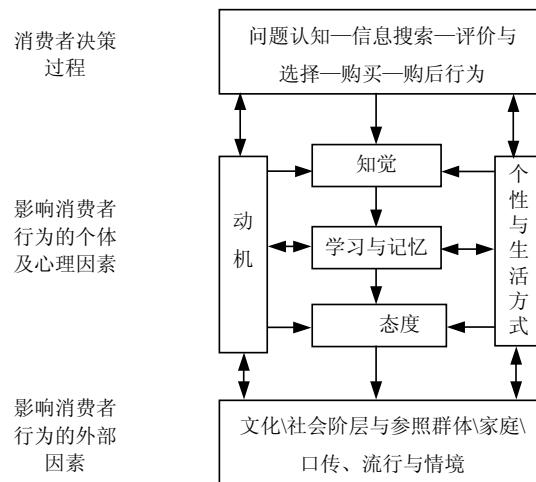 消费者决策
过程
问题认知—信息搜索—评价与
选择—购买—购后行为
影响消费者
行为的个体
及心理因素
动机
知觉
学习与记忆
态度
个性与生活方式
影响消费者
行为的外部
因素
文化\社会阶层与参照群体\家庭\
口传、流行与情境